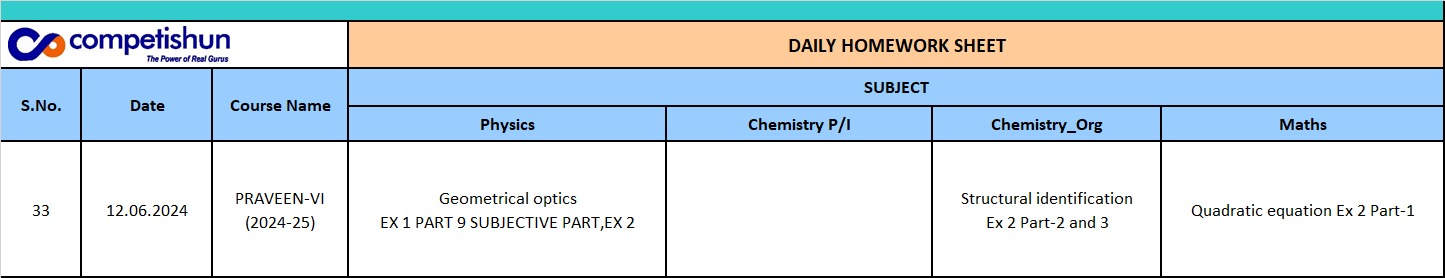 competishun
The Power of Real Gurus
DAILY HOMEWORK SHEET
S.No.
Date
Course Name
SUBJECT
Physics
Chemistry P/I
Chemistry_Org
Maths
33
12.06.2024
PRAVEEN-VI
(2024-25)
Geometrical optics
EX 1 PART 9 SUBJECTIVE PART,EX 2
Structural identification
Ex 2 Part-2 and 3
Quadratic equation Ex 2 Part-1